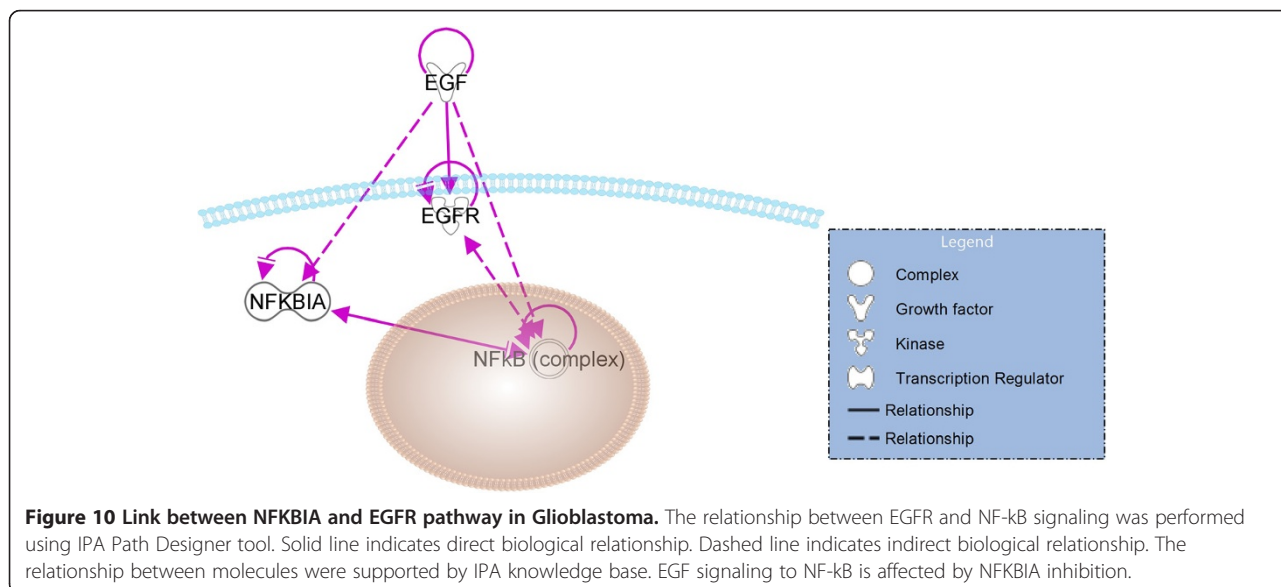 EGF
EGFR
NFKBIA
NFkB (complex)
Legend
Complex
Growth factor
Kinase
Transcription Regulator
Relationship
Relationship
Figure 10 Link between NFKBIA and EGFR pathway in Glioblastoma. The relationship between EGFR and NF-kB signaling was performed
using IPA Path Designer tool. Solid line indicates direct biological relationship. Dashed line indicates indirect biological relationship. The
relationship between molecules were supported by IPA knowledge base. EGF signaling to NF-kB is affected by NFKBIA inhibition.